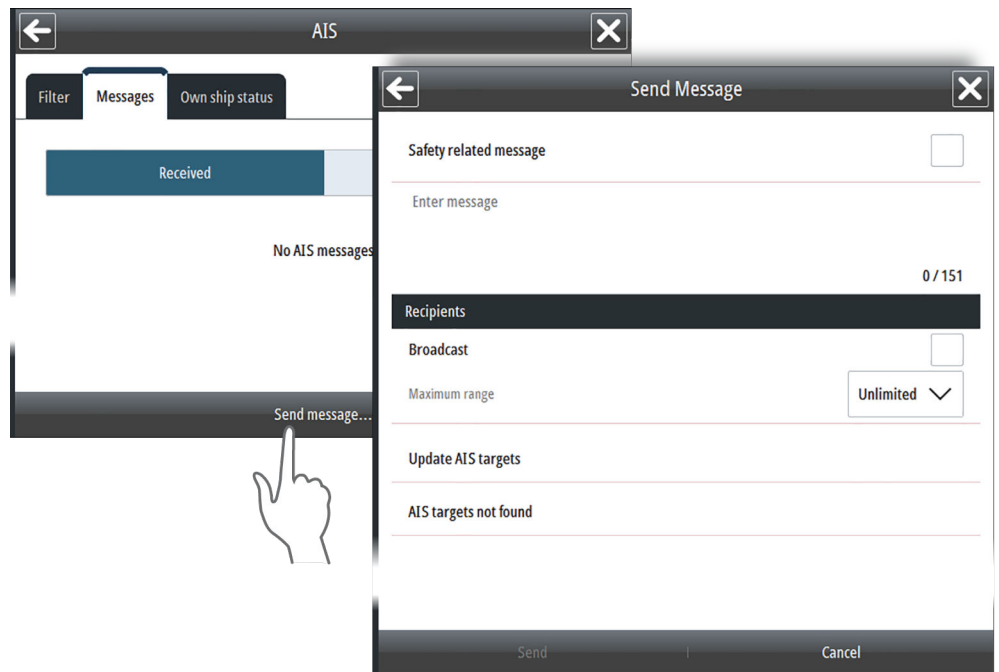 AIS
Filter
Messages
Own ship status
Received
No AIS messages
Send message...
Send Message
Safety related message
Enter message
0 / 151
Recipients
Broadcast
Maximum range
Unlimited
Update AIS targets
AIS targets not found
Send
Cancel